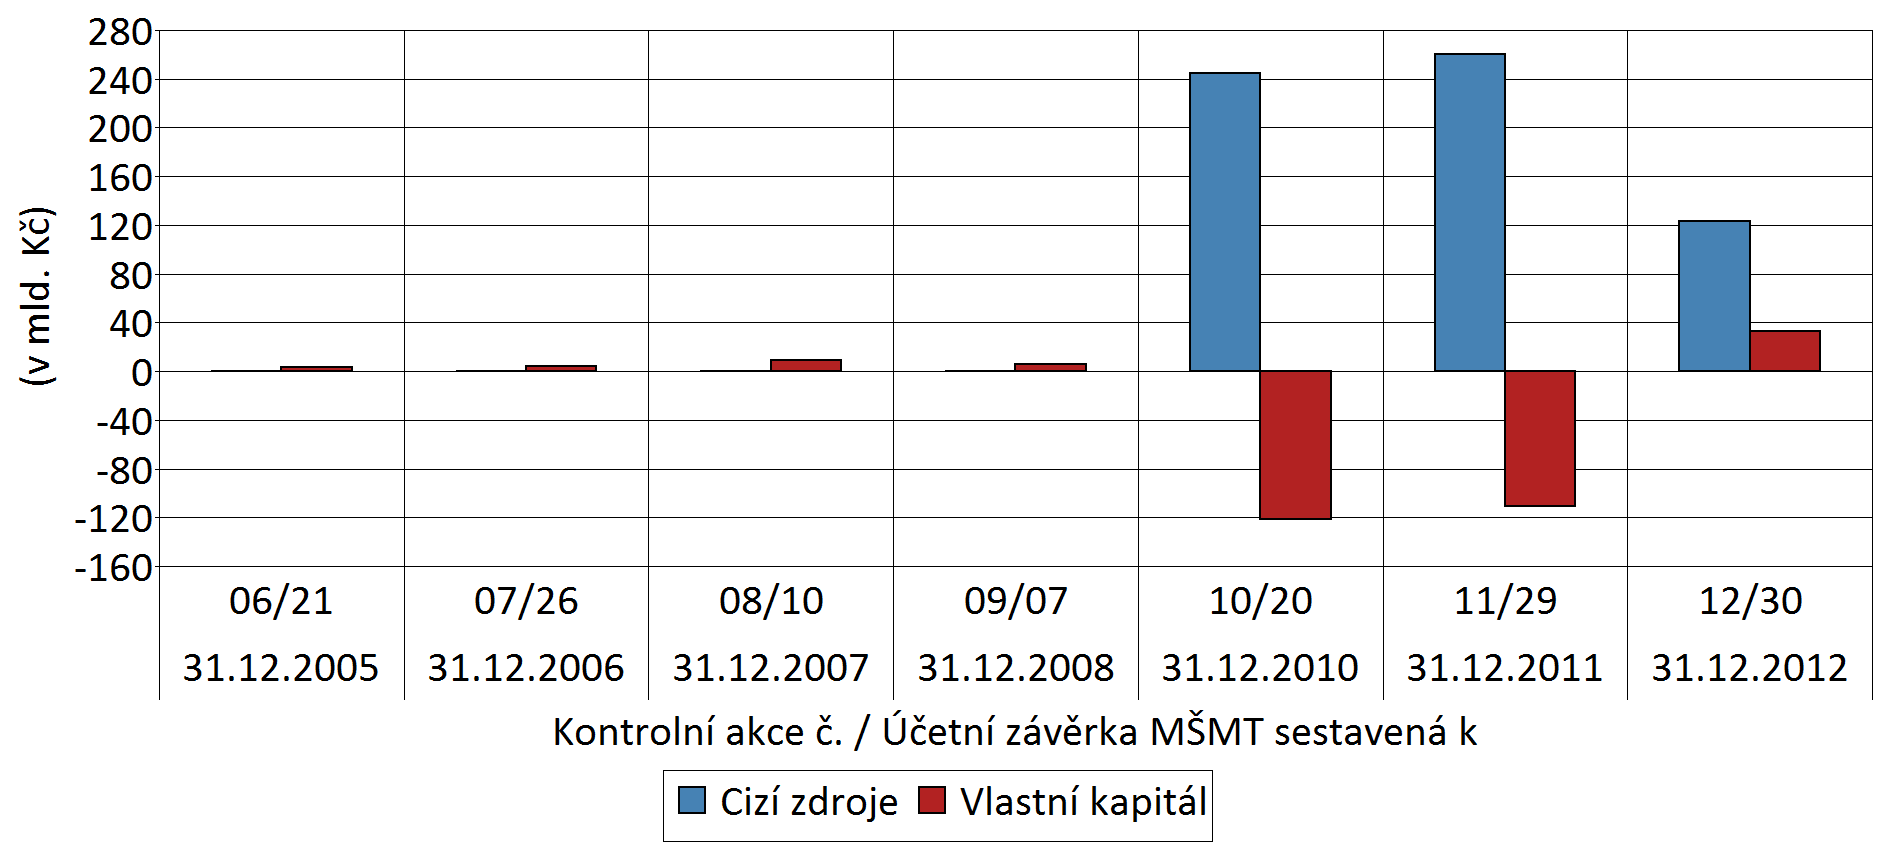 280
240
200
160
120
80
40
0
-40
-80
-120
-160
(v mld. Kč)
06/21 07/26 08/10 09/07 10/20 11/29 12/30
31.12.2005 31.12.2006 31.12.2007 31.12.2008 31.12.2010 31.12.2011 31.12.2012
Kontrolní akce č. / Účetní závěrka MŠMT sestavená k
Cizí zdroje Vlastní kapitál